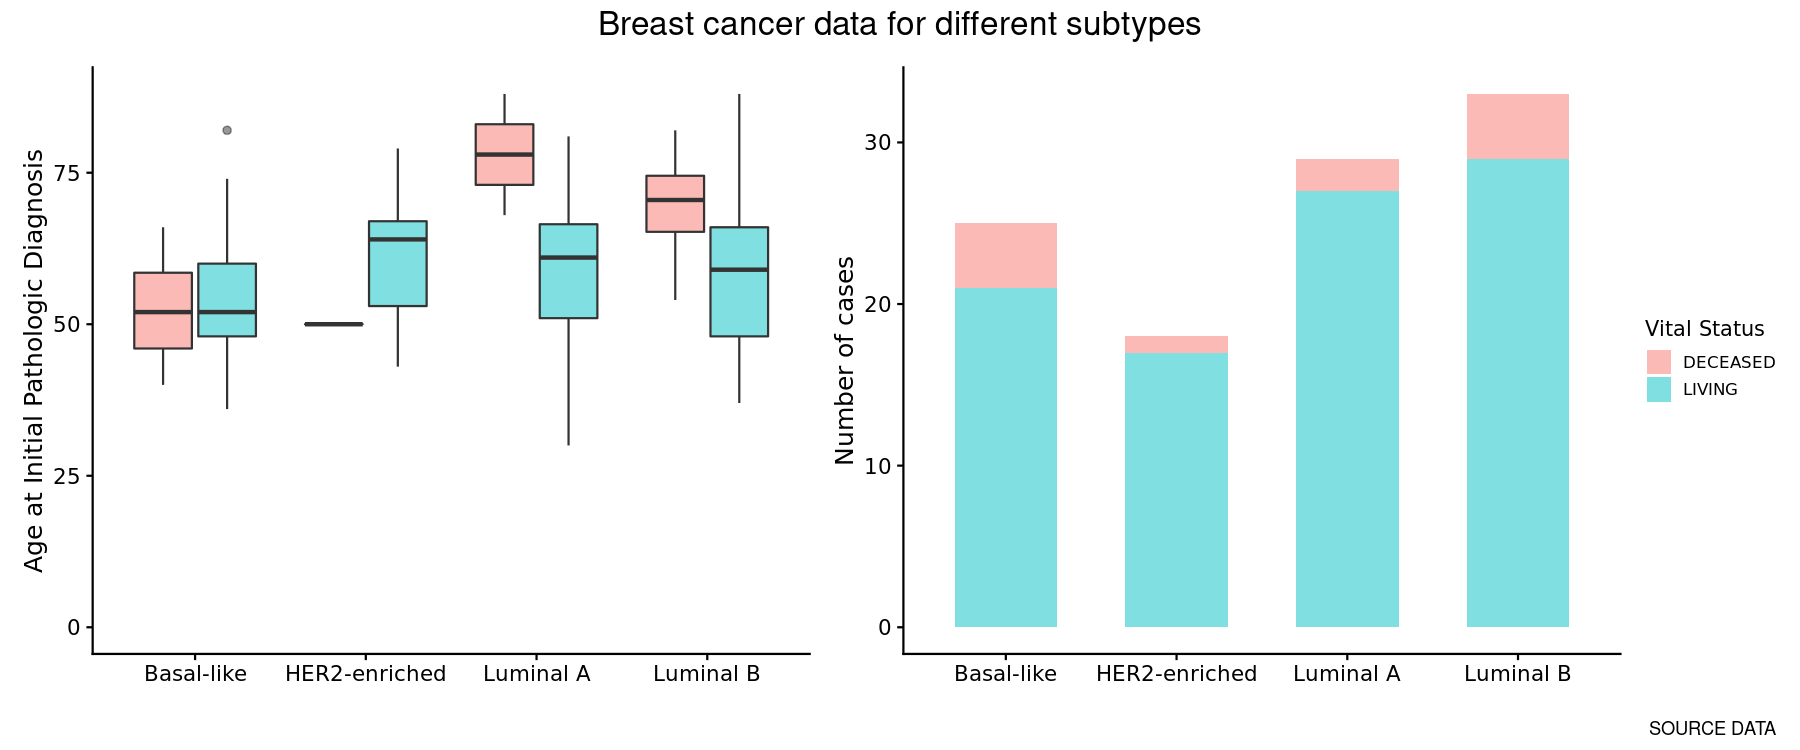 Breast cancer data for different subtypes
Age at Initial Pathologic Diagnosis
75
50
25
0
Basal-like HER2-enriched Luminal A Luminal B
Number of cases
30
20
10
0
Basal-like HER2-enriched Luminal A Luminal B
Vital Status
DECEASED
LIVING
SOURCE DATA